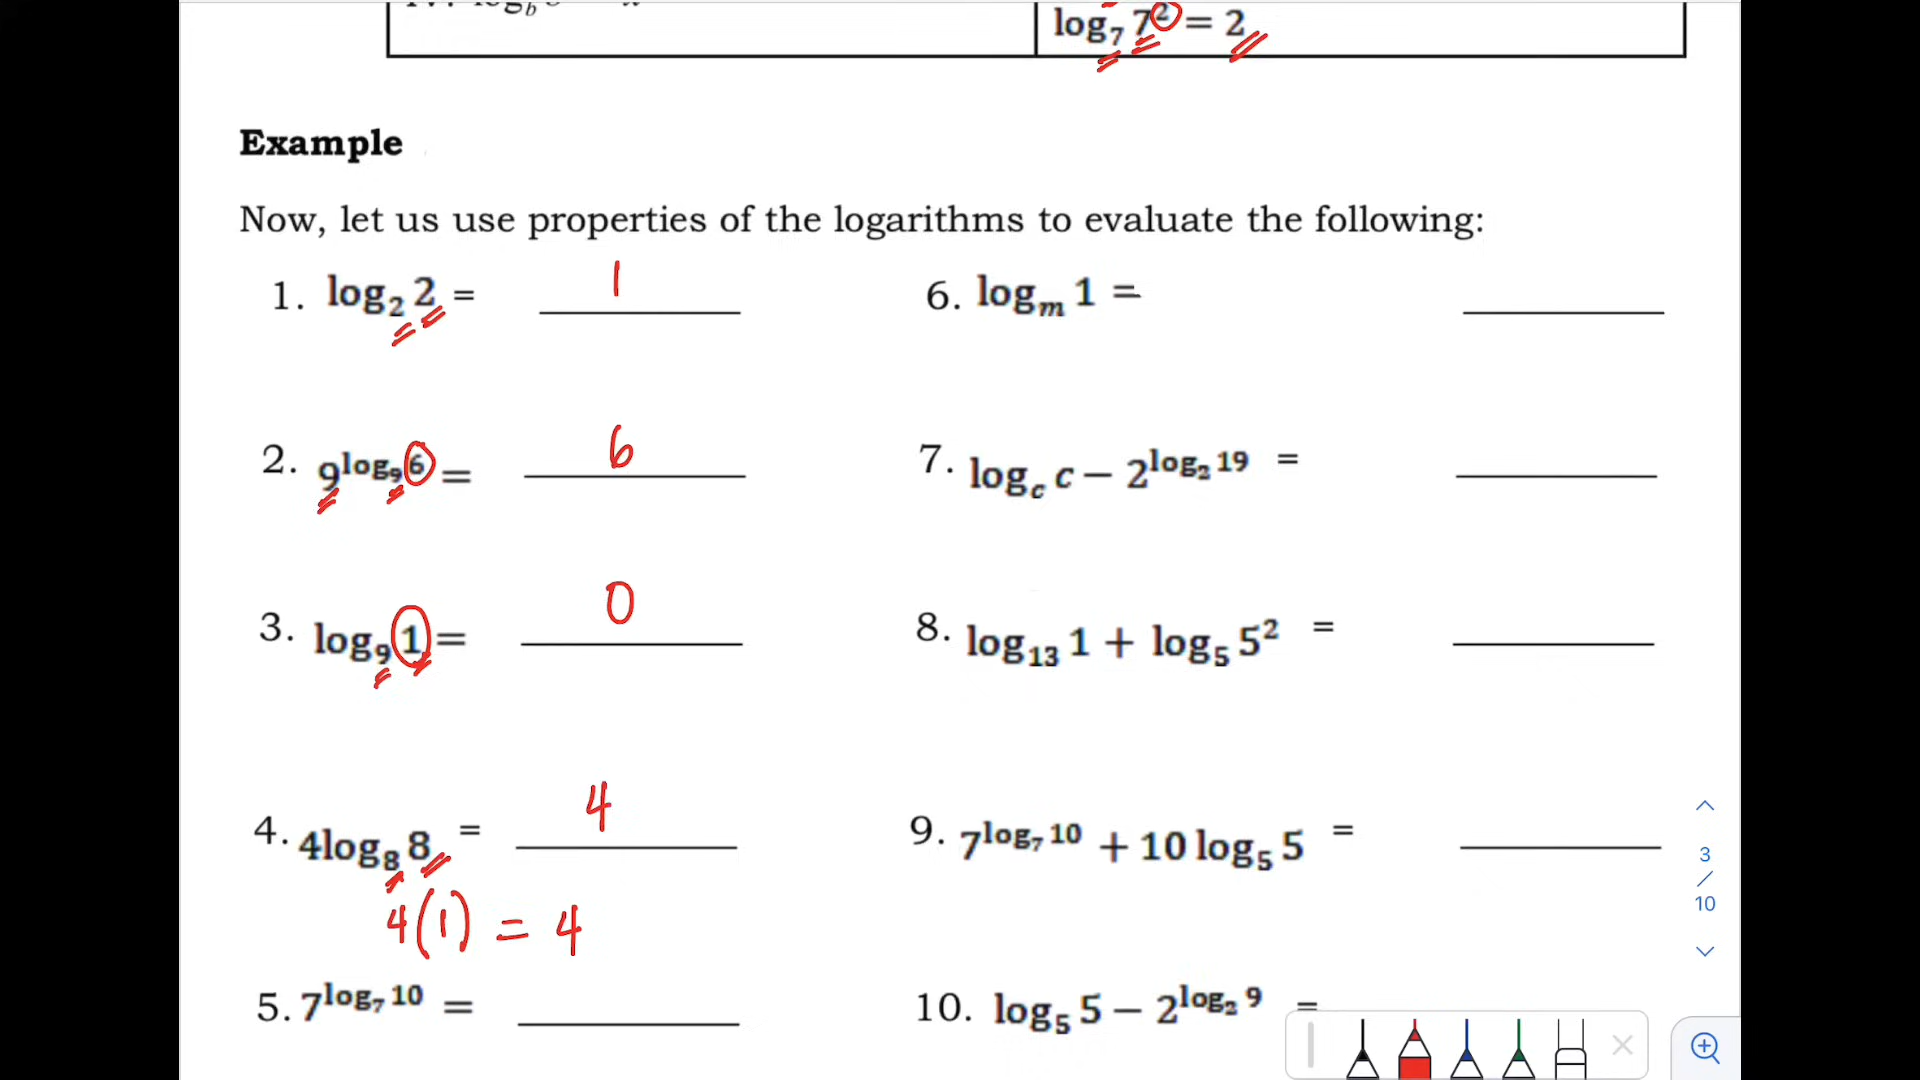 log₇ 7² = 2
Example
Now, let us use properties of the logarithms to evaluate the following:
1. log₂ 2 = 1
2. 9^(log₉ 6) = 6
3. log₉ 1 = 0
4. 4log₈ 8 = 4
4(1) = 4
5. 7^(log₇ 10) =
6. logₘ 1 =
7. log_c c − 2^(log₂ 19) =
8. log₁₃ 1 + log₅ 5² =
9. 7^(log₇ 10) + 10 log₅ 5 =
10. log₅ 5 − 2^(log₂ 9) =
3
/
10